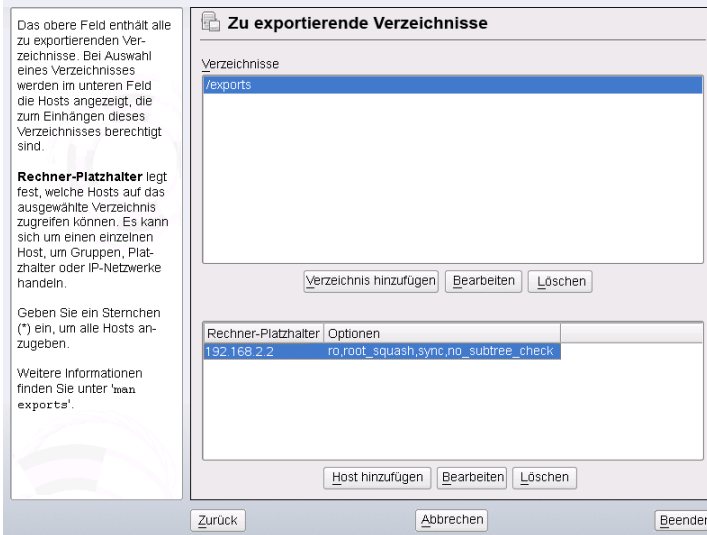 Das obere Feld enthält alle
zu exportierenden Ver-
zeichnisse. Bei Auswahl
eines Verzeichnisses
werden im unteren Feld
die Hosts angezeigt, die
zum Einhängen dieses
Verzeichnisses berechtigt
sind.
Rechner-Platzhalter legt
fest, welche Hosts auf das
ausgewählte Verzeichnis
zugreifen können. Es kann
sich um einen einzelnen
Host, um Gruppen, Plat-
zhalter oder IP-Netzwerke
handeln.
Geben Sie ein Sternchen
(*) ein, um alle Hosts an-
zugeben.
Weitere Informationen
finden Sie unter 'man
exports'.
Zu exportierende Verzeichnisse
Verzeichnisse
/exports
Verzeichnis hinzufügen Bearbeiten Löschen
Rechner-Platzhalter Optionen
192.168.2.2 ro,root_squash,sync,no_subtree_check
Host hinzufügen Bearbeiten Löschen
Zurück Abbrechen Beenden